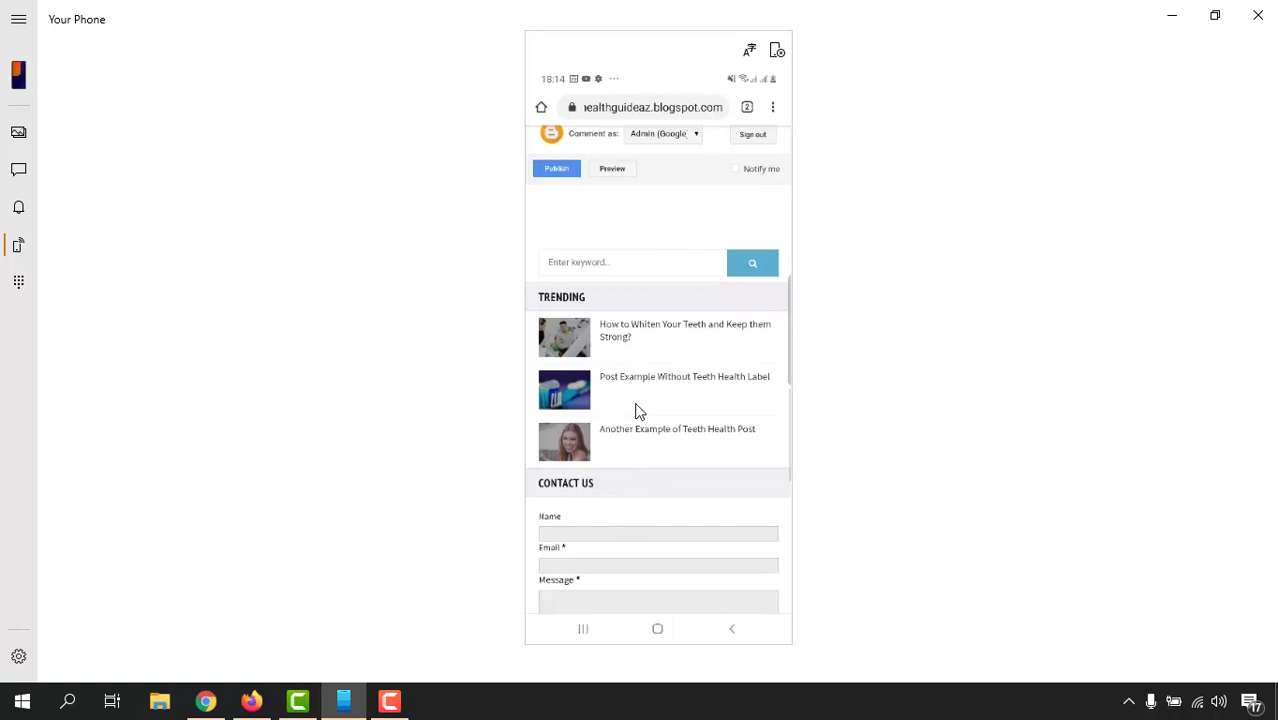 Your Phone
18:14
ealthguideaz.blogspot.com
2
Comment as:
Admin (Google)
Sign out
Publish
Preview
Notify me
Enter keyword...
TRENDING
How to Whiten Your Teeth and Keep them
Strong?
Post Example Without Teeth Health Label
Another Example of Teeth Health Post
CONTACT US
Name
Email *
Message *
17